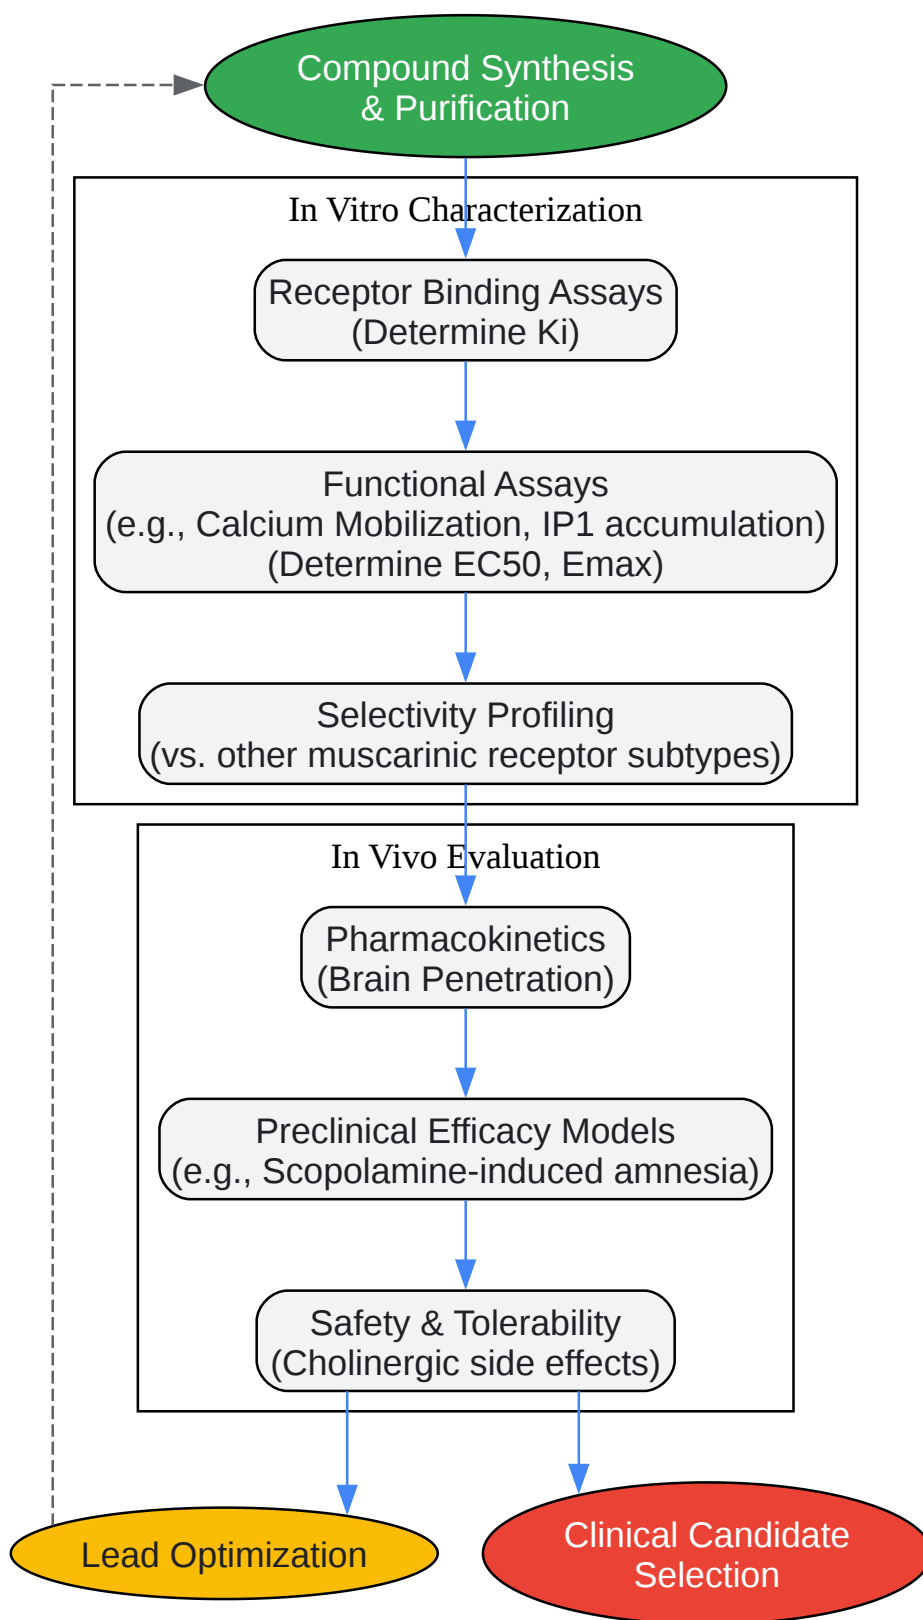 Compound Synthesis
& Purification
In Vitro Characterization
Receptor Binding Assays
(Determine Ki)
Functional Assays
(e.g., Calcium Mobilization, IP1 accumulation)
(Determine EC50, Emax)
Selectivity Profiling
(vs. other muscarinic receptor subtypes)
In Vivo Evaluation
Pharmacokinetics
(Brain Penetration)
Preclinical Efficacy Models
(e.g., Scopolamine-induced amnesia)
Safety & Tolerability
(Cholinergic side effects)
Lead Optimization
Clinical Candidate
Selection